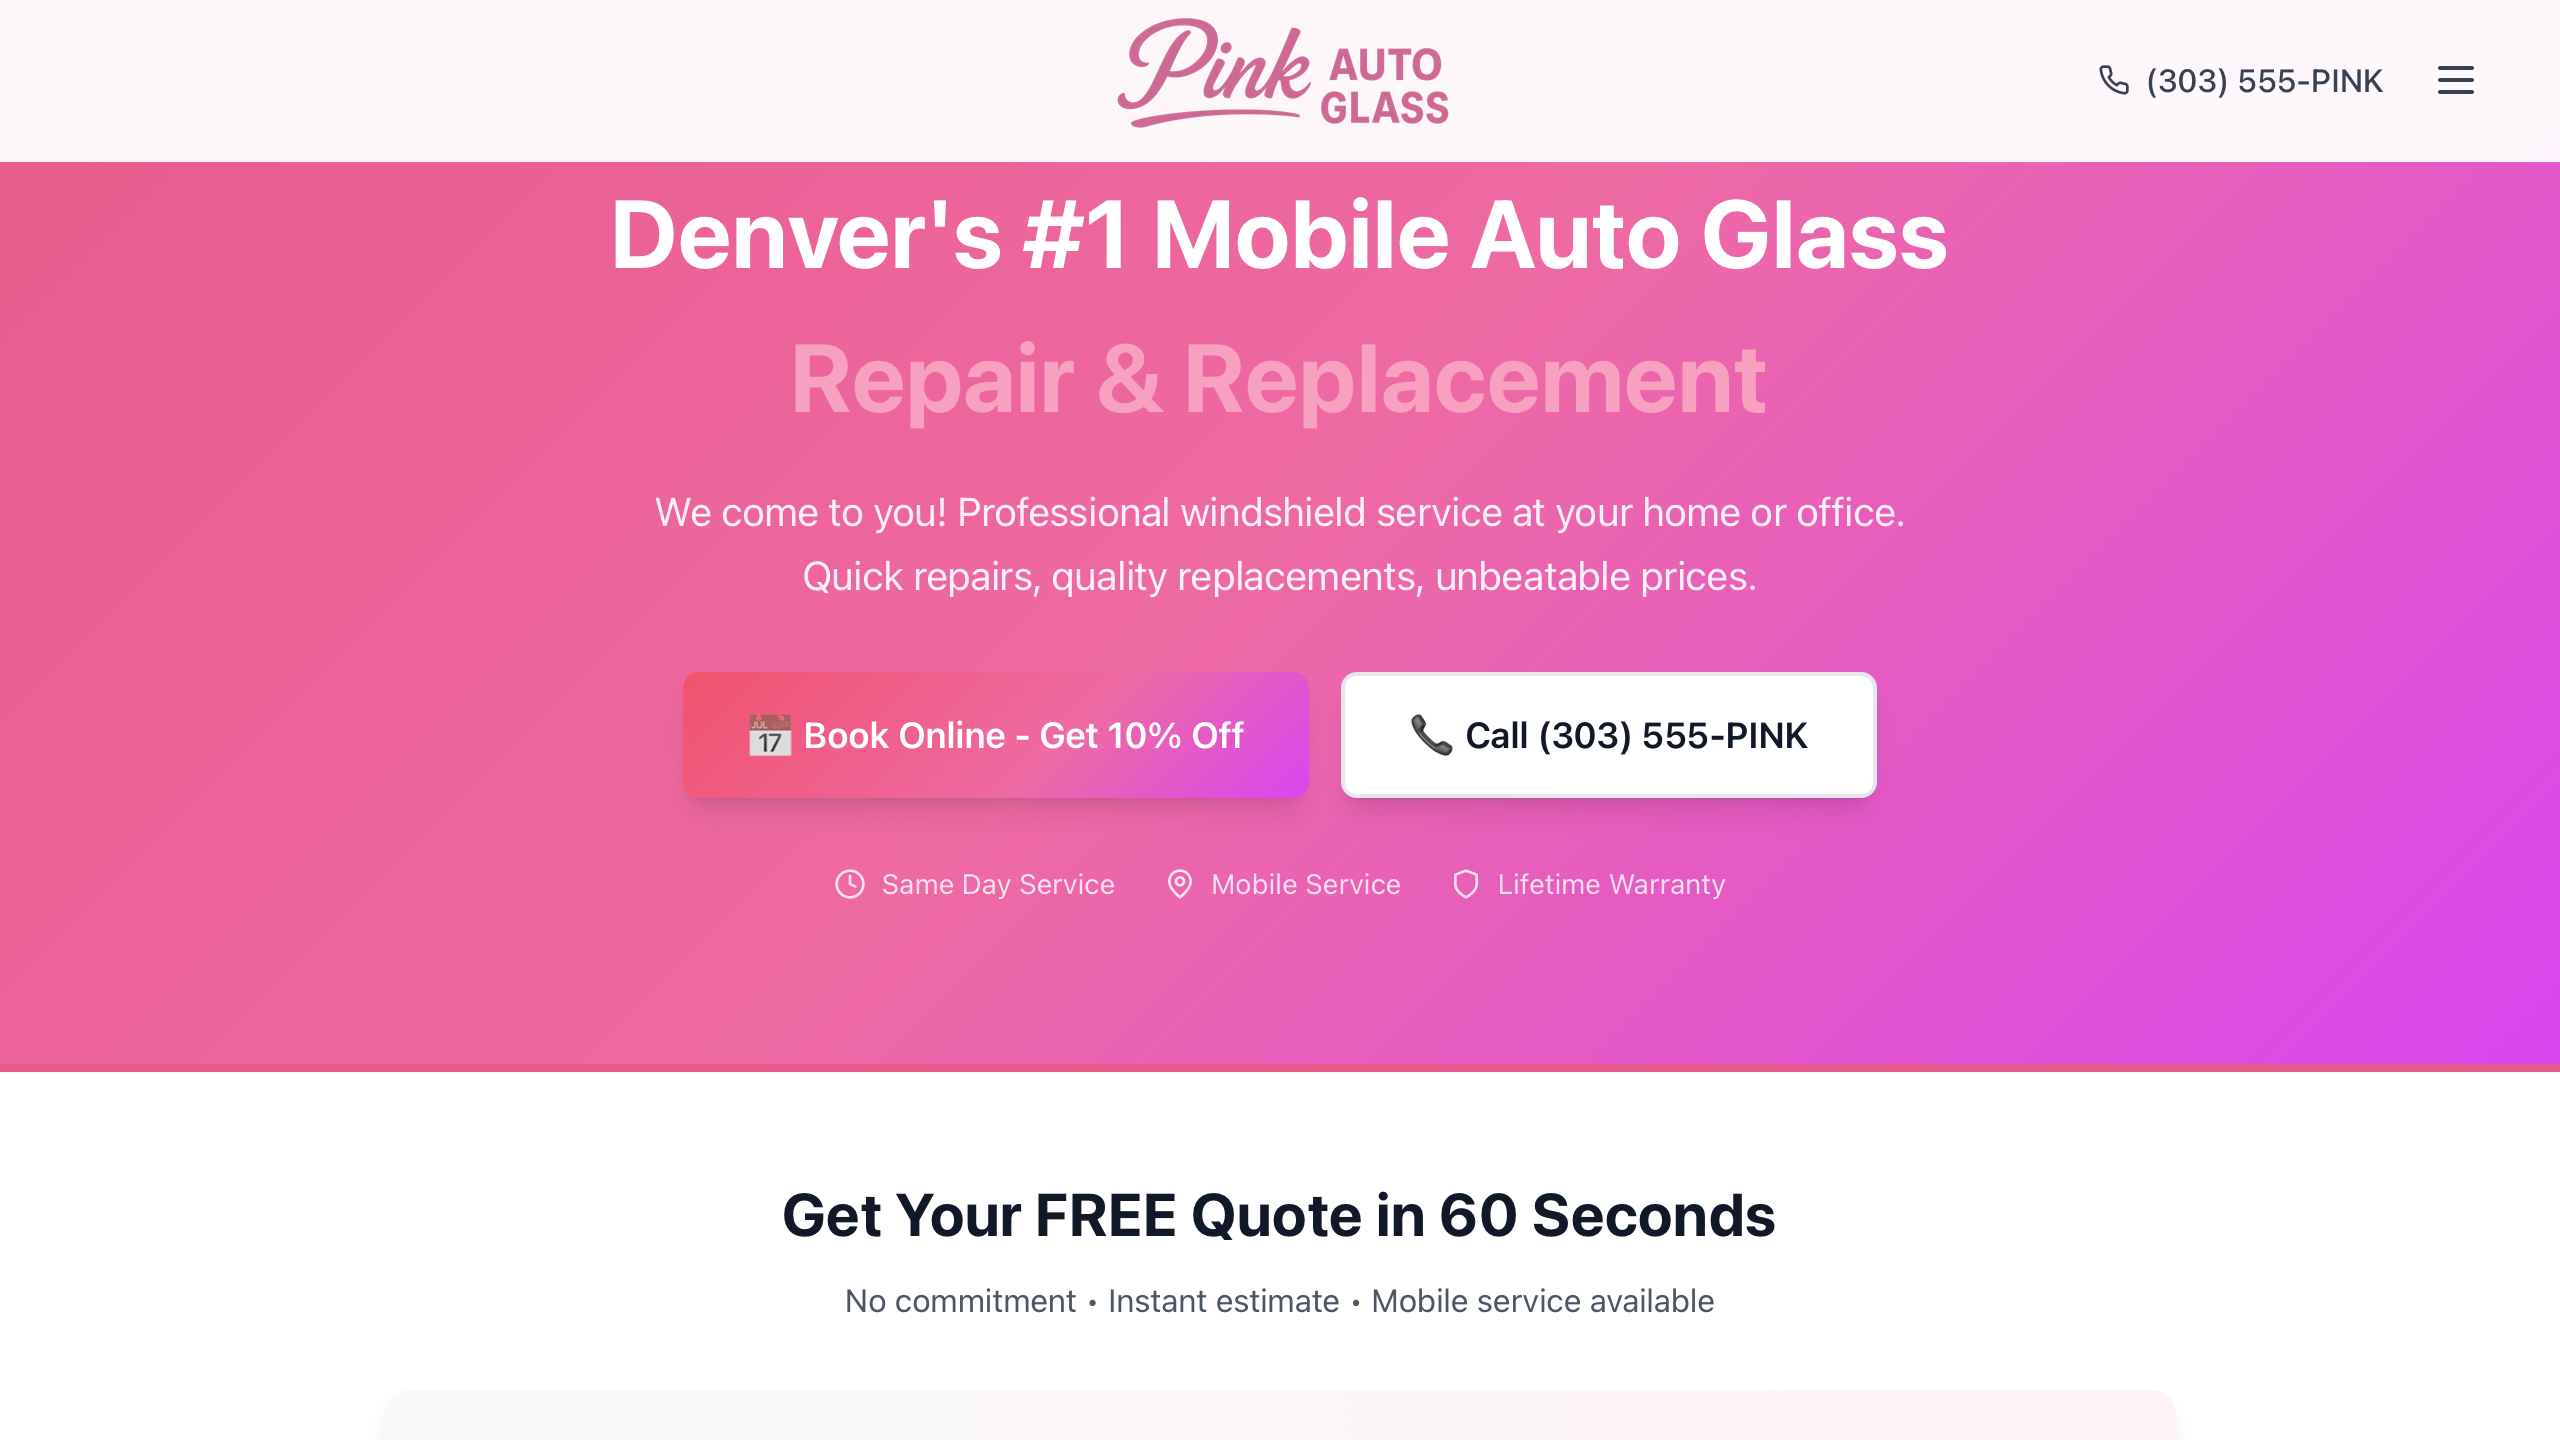 Pink AUTO GLASS
(303) 555-PINK
Denver's #1 Mobile Auto Glass
Repair & Replacement
We come to you! Professional windshield service at your home or office.
Quick repairs, quality replacements, unbeatable prices.
JUL 17 Book Online - Get 10% Off
Call (303) 555-PINK
Same Day Service
Mobile Service
Lifetime Warranty
Get Your FREE Quote in 60 Seconds
No commitment • Instant estimate • Mobile service available